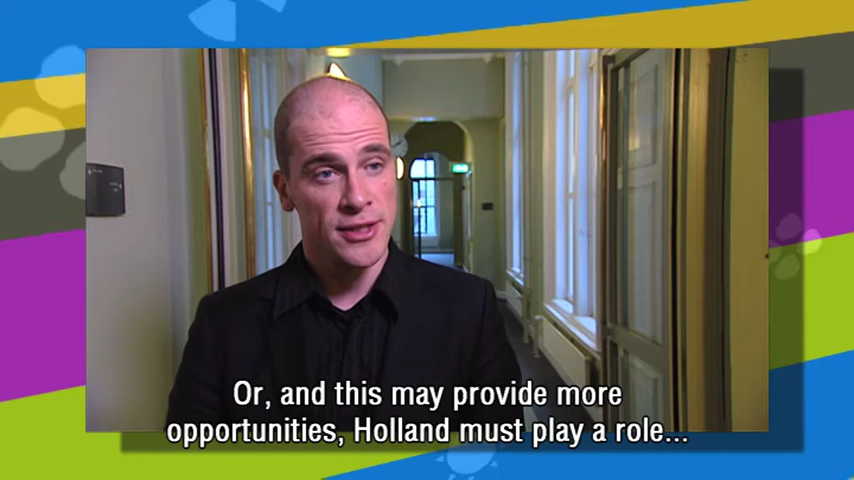 Or, and this may provide more
opportunities, Holland must play a role...